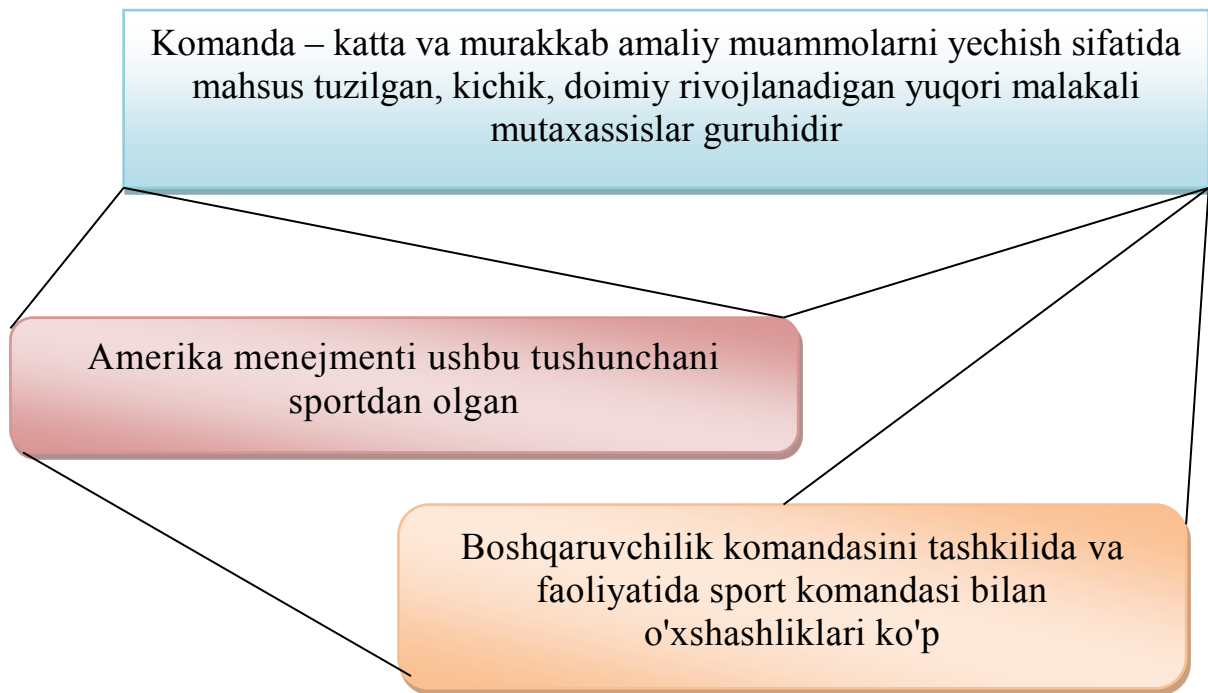 Komanda – katta va murakkab amaliy muammolarni yechish sifatida
mahsus tuzilgan, kichik, doimiy rivojlanadigan yuqori malakali
mutaxassislar guruhidir
Amerika menejmenti ushbu tushunchani
sportdan olgan
Boshqaruvchilik komandasini tashkilida va
faoliyatida sport komandasi bilan
o'xshashliklari ko'p